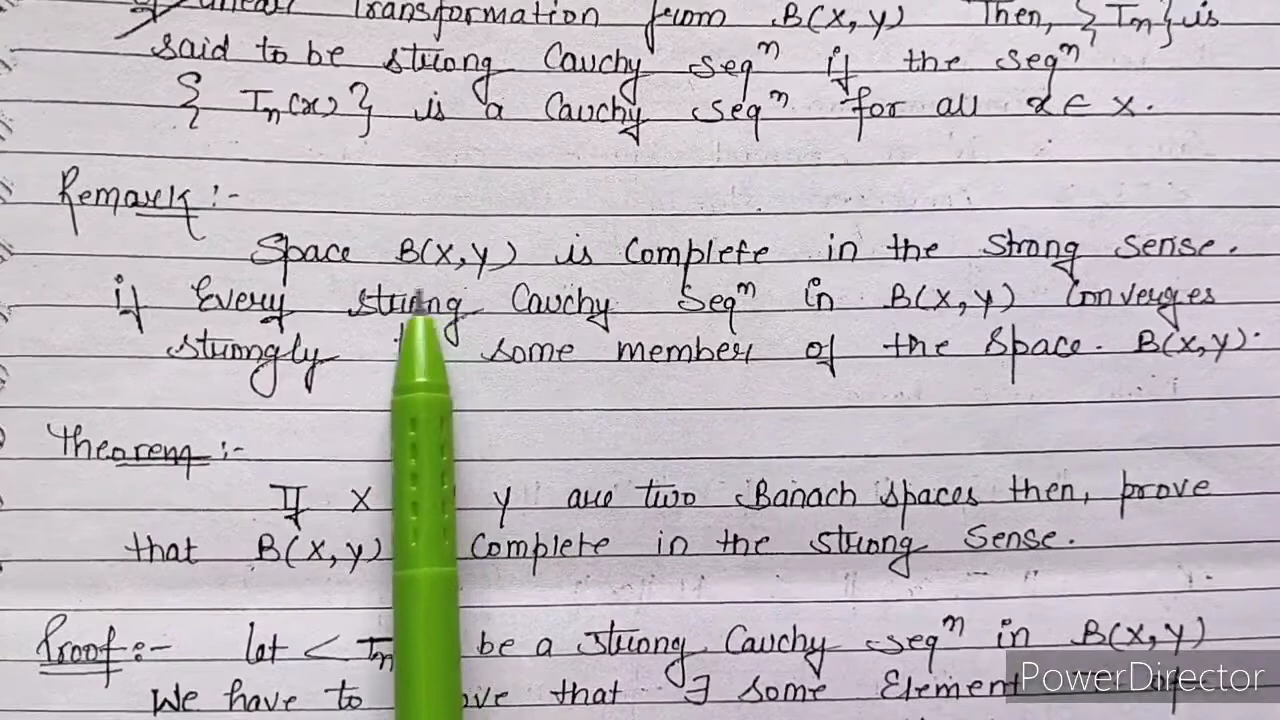 of Linear Transformation from B(X,Y) Then, {Tn} is
said to be strong Cauchy seqⁿ if the seqⁿ
{ Tn(x) } is a Cauchy seqⁿ for all x ∈ X.
Remark :-
Space B(X,Y) is Complete in the Strong Sense.
if Every strong Cauchy Seqⁿ in B(X,Y) Converges
strongly some member of the Space. B(X,Y).
Theorem :-
If X Y are two Banach spaces then, prove
that B(X,Y) Complete in the strong Sense.
Proof :- let < Tn be a strong Cauchy seqⁿ in B(X,Y)
We have to that ∃ some Element
PowerDirector